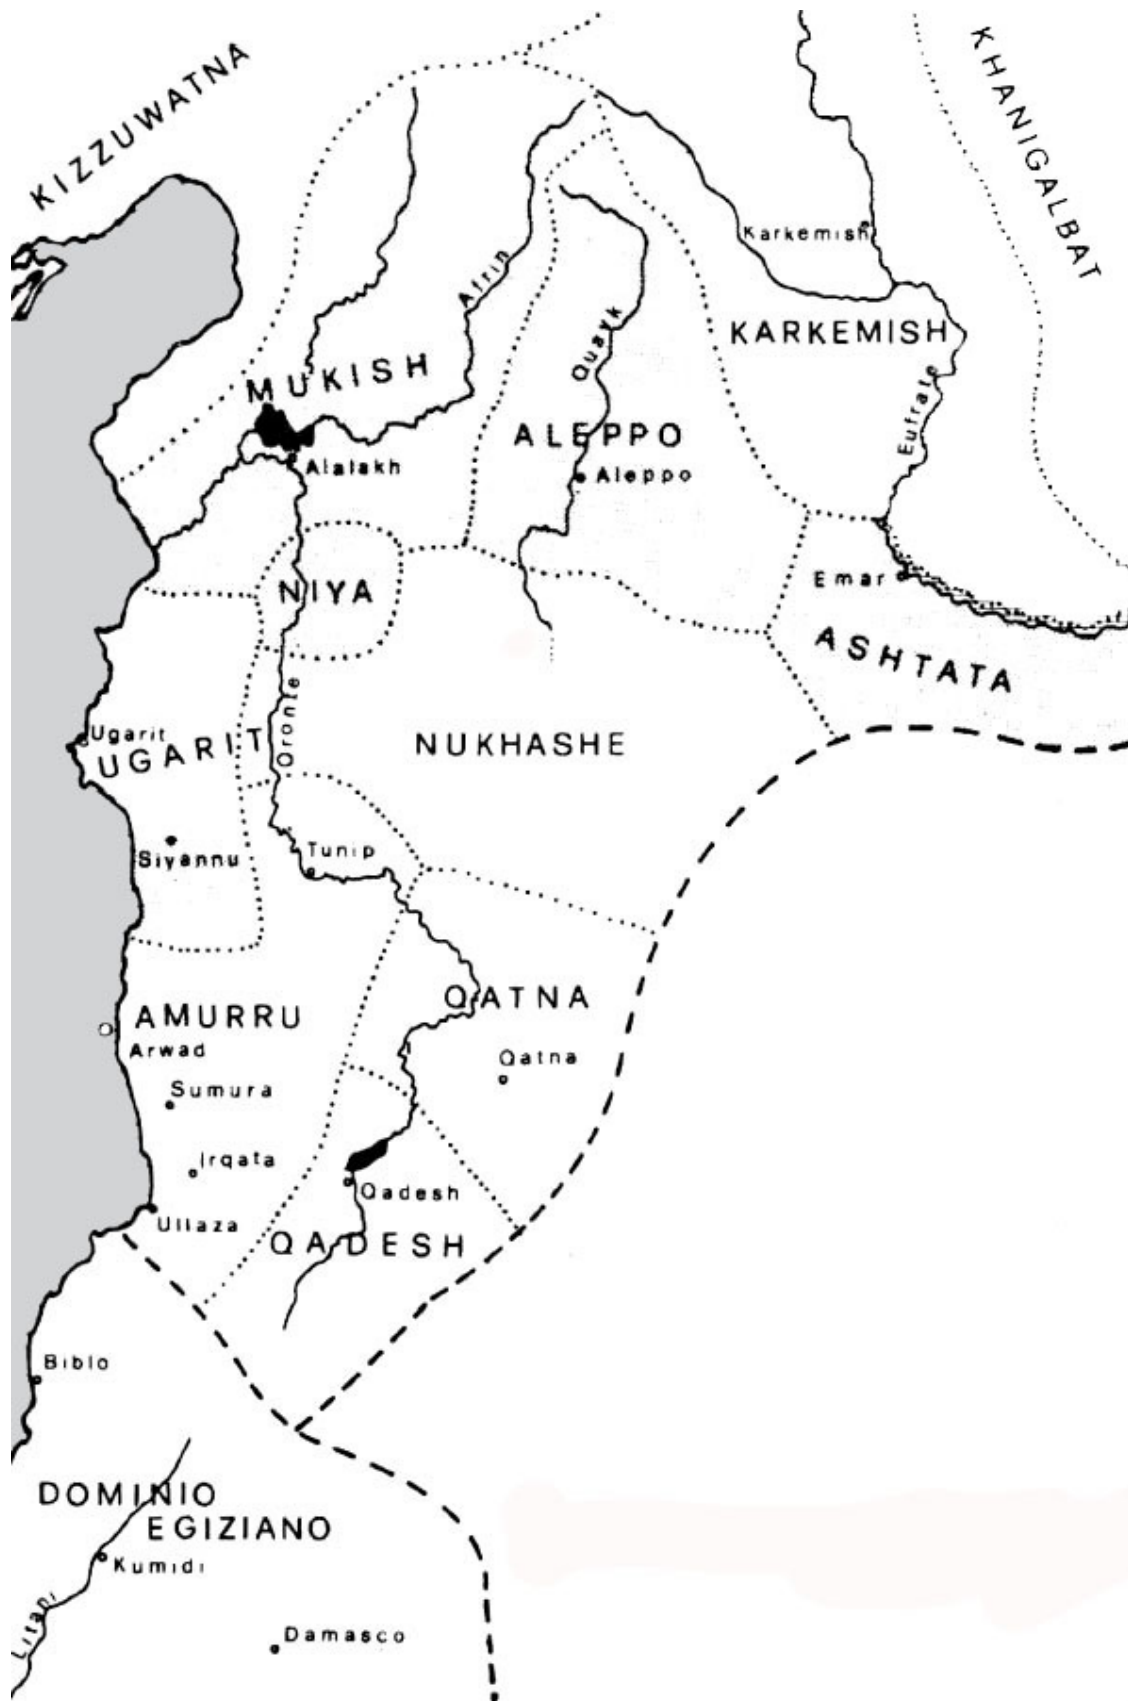 KIZZUWATNA
KHANIGALBAT
Karkemish
Afrin
KARKEMISH
Quayk
MUKISH
Eufrate
ALEPPO
Alalakh
Aleppo
NIYA
Emar
ASHTATA
Oronte
Ugarit
UGARIT
NUKHASHE
Siyannu
Tunip
QATNA
AMURRU
Arwad
Qatna
Sumura
Irqata
Qadesh
Ullaza
QADESH
Biblo
DOMINIO
EGIZIANO
Kumidi
Litani
Damasco